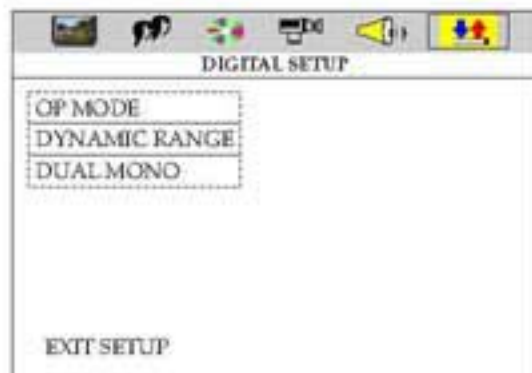 DIGITAL SETUP
OP MODE
DYNAMIC RANGE
DUAL MONO
EXIT SETUP